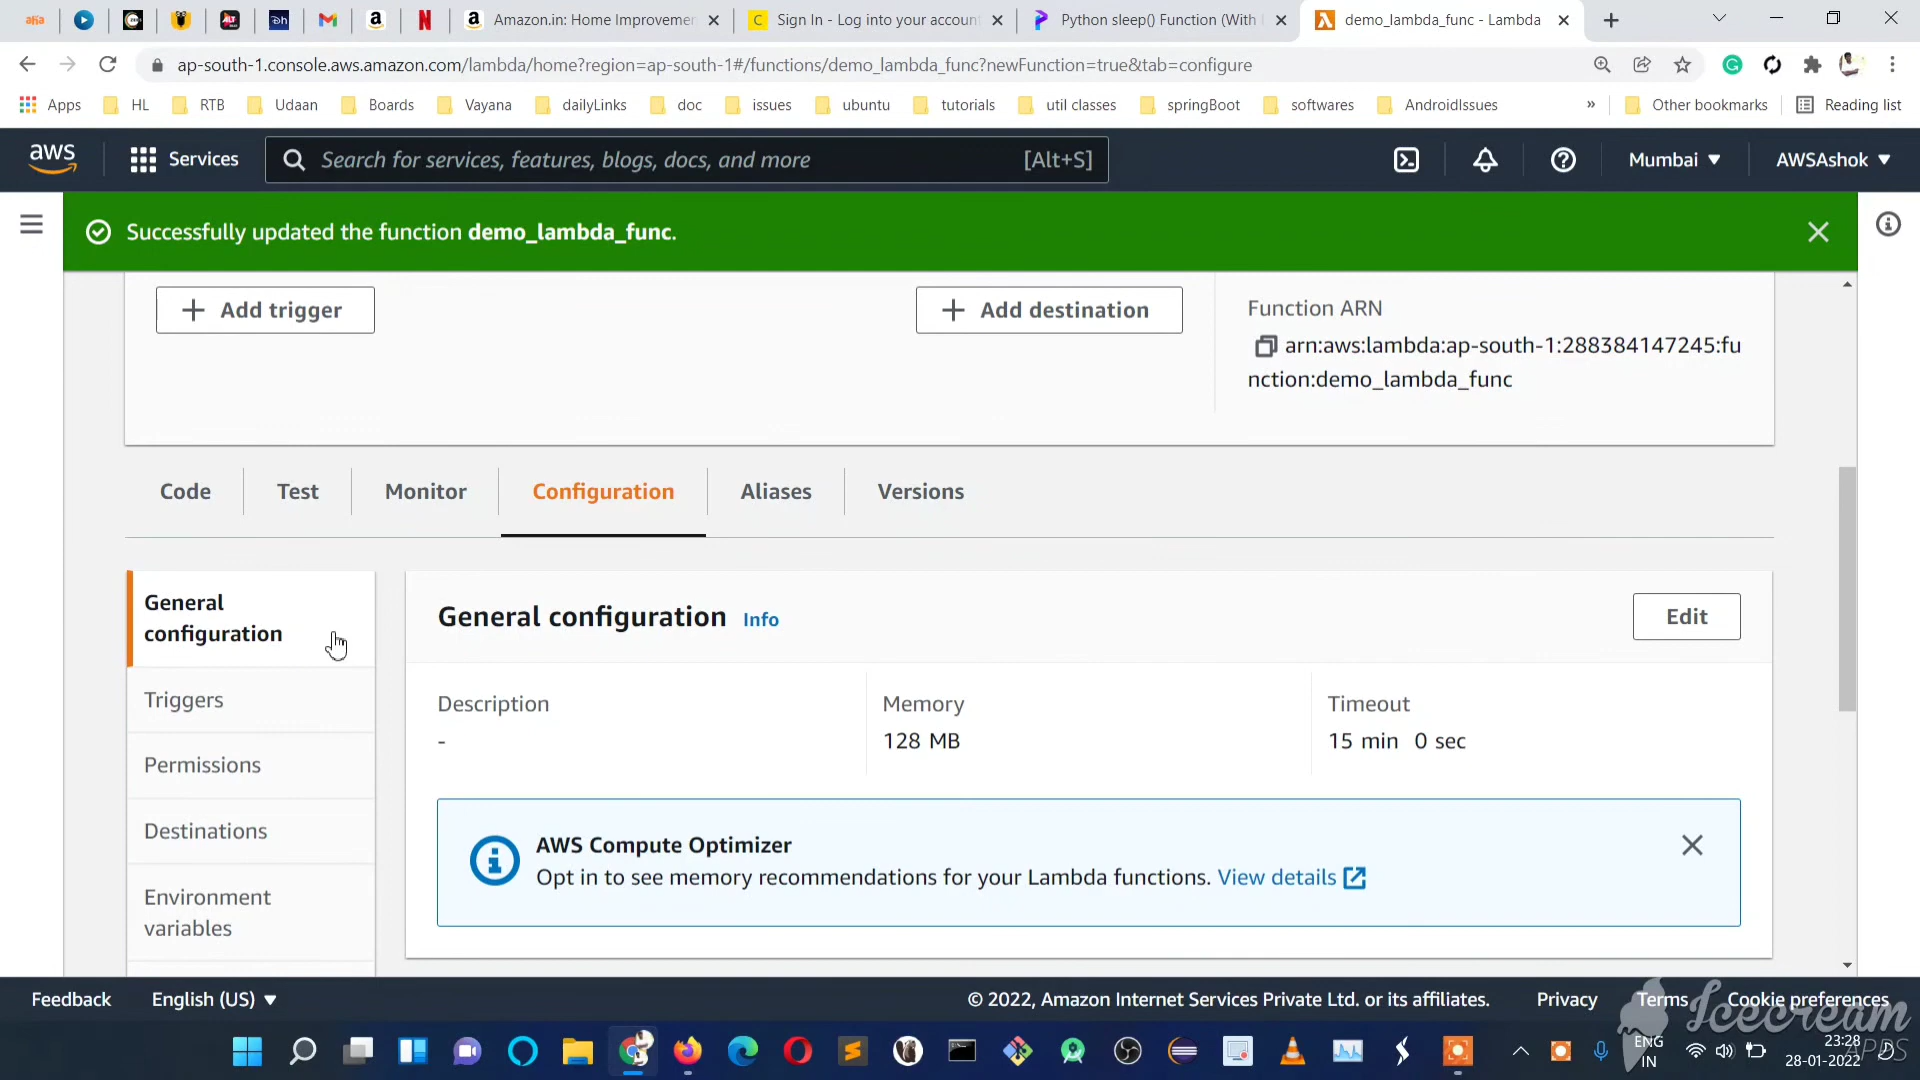 aha
dh
Amazon.in: Home Improvemen
Sign In - Log into your account
Python sleep() Function (With
demo_lambda_func - Lambda
ap-south-1.console.aws.amazon.com/lambda/home?region=ap-south-1#/functions/demo_lambda_func?newFunction=true&tab=configure
Apps HL RTB Udaan Boards Vayana dailyLinks doc issues ubuntu tutorials util classes springBoot softwares AndroidIssues » Other bookmarks Reading list
aws Services Search for services, features, blogs, docs, and more [Alt+S] Mumbai AWSAshok
Successfully updated the function demo_lambda_func.
+ Add trigger
+ Add destination
Function ARN
arn:aws:lambda:ap-south-1:288384147245:fu
nction:demo_lambda_func
Code Test Monitor Configuration Aliases Versions
General
configuration
Triggers
Permissions
Destinations
Environment
variables
General configuration Info Edit
Description Memory Timeout
- 128 MB 15 min 0 sec
AWS Compute Optimizer
Opt in to see memory recommendations for your Lambda functions. View details
Feedback English (US) © 2022, Amazon Internet Services Private Ltd. or its affiliates. Privacy Terms Cookie preferences
Icecream
APPS
ENG
IN
23:28
28-01-2022